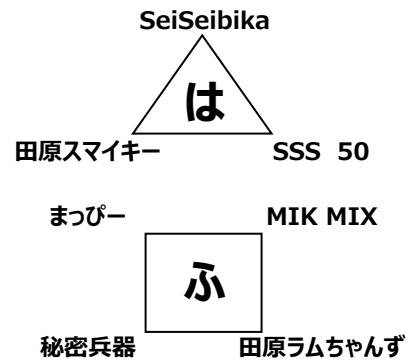 SeiSeibika
は
田原スマイキー SSS 50
まっぴー MIK MIX
ふ
秘密兵器 田原ラムちゃんず